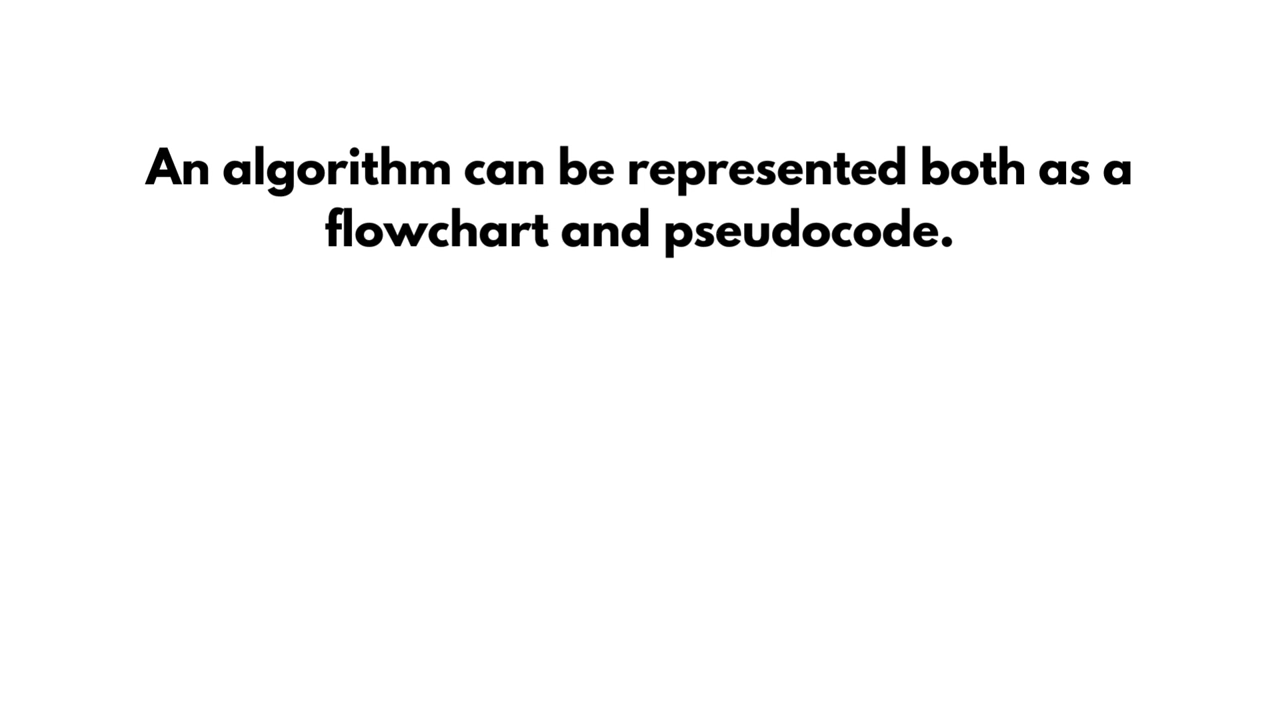 An algorithm can be represented both as a
flowchart and pseudocode.